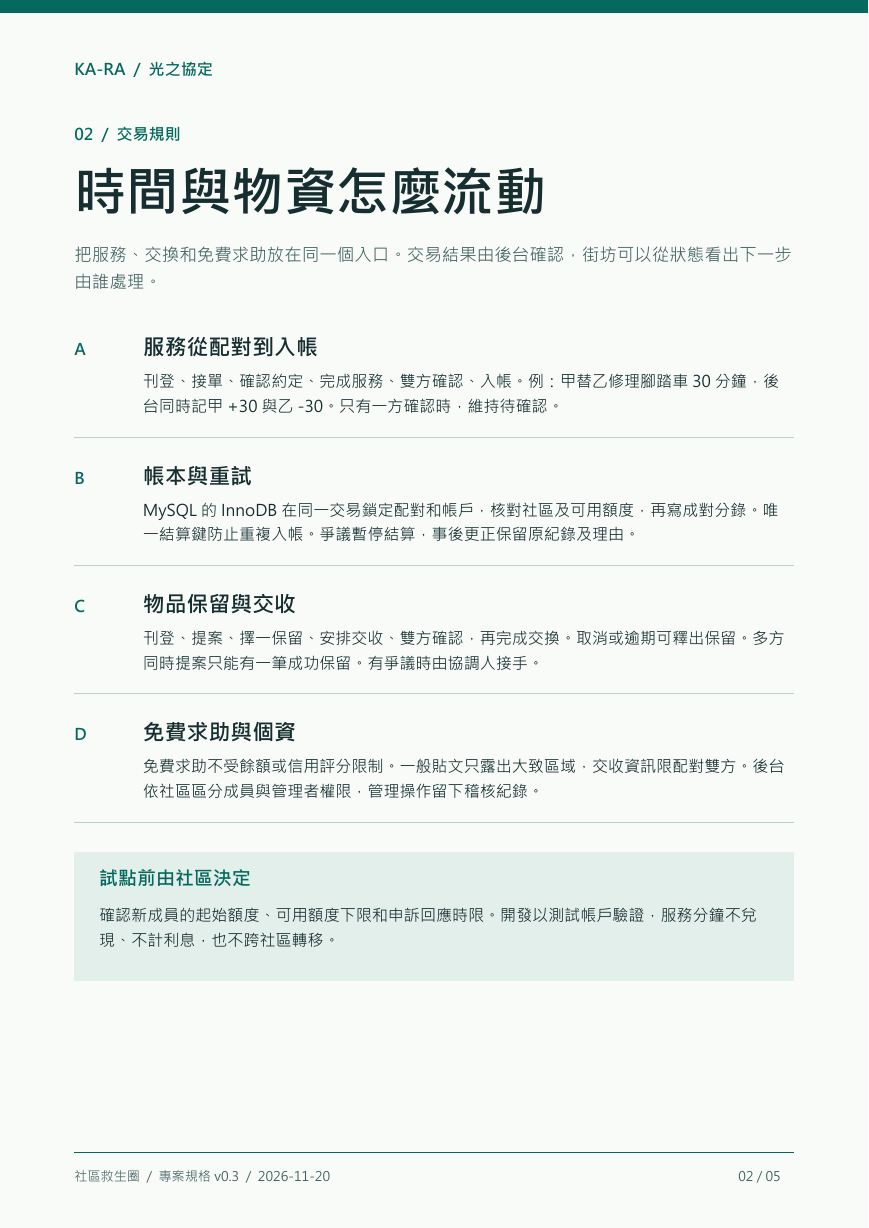 KA-RA / 光之協定
02 / 交易規則
時間與物資怎麼流動
把服務、交換和免費求助放在同一個入口。交易結果由後台確認，街坊可以從狀態看出下一步
由誰處理。
A
服務從配對到入帳
刊登、接單、確認約定、完成服務、雙方確認、入帳。例：甲替乙修理腳踏車 30 分鐘，後
台同時記甲 +30 與乙 -30。只有一方確認時，維持待確認。
B
帳本與重試
MySQL 的 InnoDB 在同一交易鎖定配對和帳戶，核對社區及可用額度，再寫成對分錄。唯
一結算鍵防止重複入帳。爭議暫停結算，事後更正保留原紀錄及理由。
C
物品保留與交收
刊登、提案、擇一保留、安排交收、雙方確認，再完成交換。取消或逾期可釋出保留。多方
同時提案只能有一筆成功保留。有爭議時由協調人接手。
D
免費求助與個資
免費求助不受餘額或信用評分限制。一般貼文只露出大致區域，交收資訊限配對雙方。後台
依社區區分成員與管理者權限，管理操作留下稽核紀錄。
試點前由社區決定
確認新成員的起始額度、可用額度下限和申訴回應時限。開發以測試帳戶驗證，服務分鐘不兌
現、不計利息，也不跨社區轉移。
社區救生圈 / 專案規格 v0.3 / 2026-11-20
02 / 05